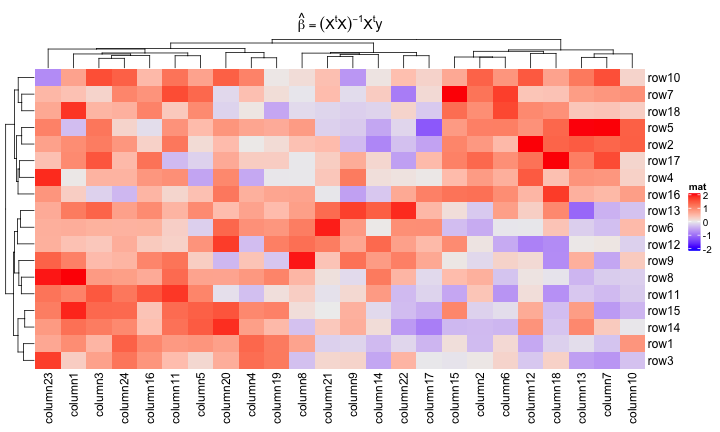 β̂ = (XᵗX)⁻¹Xᵗy
row10
row7
row18
row5
row2
row17
row4
row16
row13
row6
row12
row9
row8
row11
row15
row14
row1
row3
mat
2
1
0
-1
-2
column23 column1 column3 column24 column16 column11 column5 column20 column4 column19 column8 column21 column9 column14 column22 column17 column15 column2 column6 column12 column18 column13 column7 column10